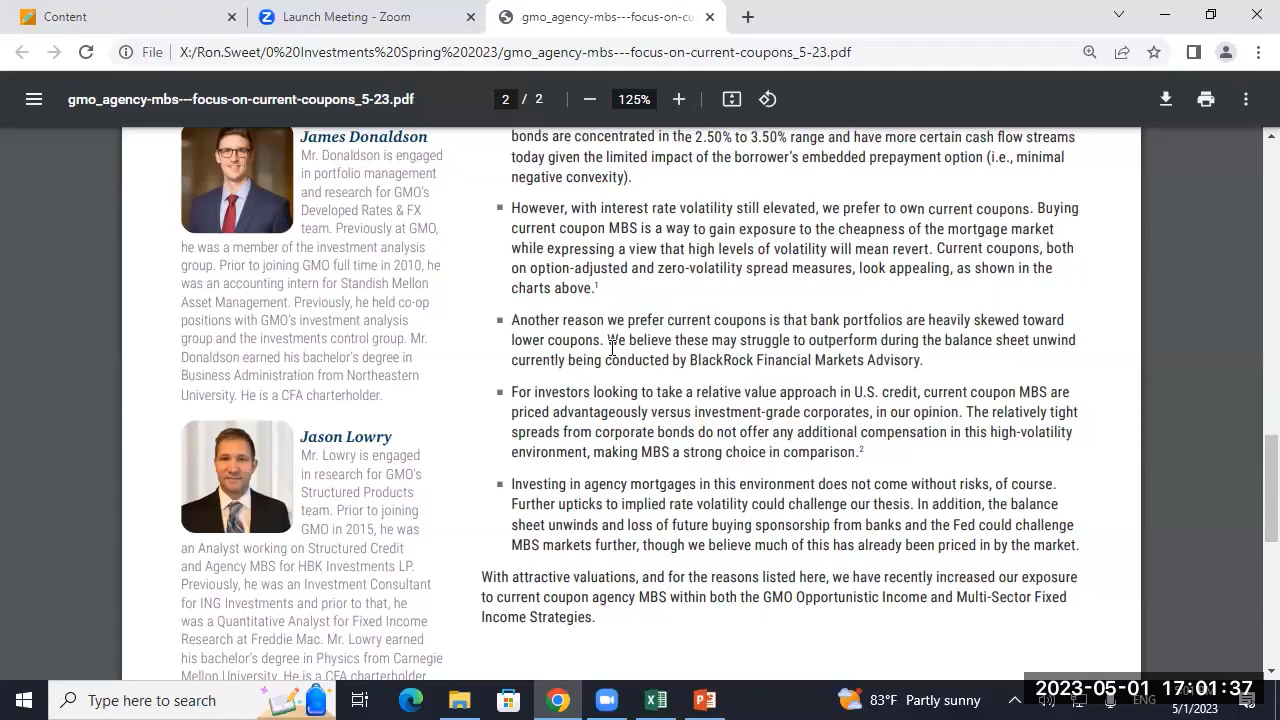 Content
Launch Meeting - Zoom
gmo_agency-mbs---focus-on-cu
File
X:/Ron.Sweet/0%20Investments%20Spring%202023/gmo_agency-mbs---focus-on-current-coupons_5-23.pdf
gmo_agency-mbs---focus-on-current-coupons_5-23.pdf
2 / 2
125%
James Donaldson
Mr. Donaldson is engaged
in portfolio management
and research for GMO's
Developed Rates & FX
team. Previously at GMO,
he was a member of the investment analysis
group. Prior to joining GMO full time in 2010, he
was an accounting intern for Standish Mellon
Asset Management. Previously, he held co-op
positions with GMO's investment analysis
group and the investments control group. Mr.
Donaldson earned his bachelor's degree in
Business Administration from Northeastern
University. He is a CFA charterholder.
Jason Lowry
Mr. Lowry is engaged
in research for GMO's
Structured Products
team. Prior to joining
GMO in 2015, he was
an Analyst working on Structured Credit
and Agency MBS for HBK Investments LP.
Previously, he was an Investment Consultant
for ING Investments and prior to that, he
was a Quantitative Analyst for Fixed Income
Research at Freddie Mac. Mr. Lowry earned
his bachelor's degree in Physics from Carnegie
Mellon University. He is a CFA charterholder
bonds are concentrated in the 2.50% to 3.50% range and have more certain cash flow streams
today given the limited impact of the borrower's embedded prepayment option (i.e., minimal
negative convexity).
However, with interest rate volatility still elevated, we prefer to own current coupons. Buying
current coupon MBS is a way to gain exposure to the cheapness of the mortgage market
while expressing a view that high levels of volatility will mean revert. Current coupons, both
on option-adjusted and zero-volatility spread measures, look appealing, as shown in the
charts above.1
Another reason we prefer current coupons is that bank portfolios are heavily skewed toward
lower coupons. We believe these may struggle to outperform during the balance sheet unwind
currently being conducted by BlackRock Financial Markets Advisory.
For investors looking to take a relative value approach in U.S. credit, current coupon MBS are
priced advantageously versus investment-grade corporates, in our opinion. The relatively tight
spreads from corporate bonds do not offer any additional compensation in this high-volatility
environment, making MBS a strong choice in comparison.2
Investing in agency mortgages in this environment does not come without risks, of course.
Further upticks to implied rate volatility could challenge our thesis. In addition, the balance
sheet unwinds and loss of future buying sponsorship from banks and the Fed could challenge
MBS markets further, though we believe much of this has already been priced in by the market.
With attractive valuations, and for the reasons listed here, we have recently increased our exposure
to current coupon agency MBS within both the GMO Opportunistic Income and Multi-Sector Fixed
Income Strategies.
Type here to search
83°F Partly sunny
ENG
2023-05-01 17:01:37
5/1/2023